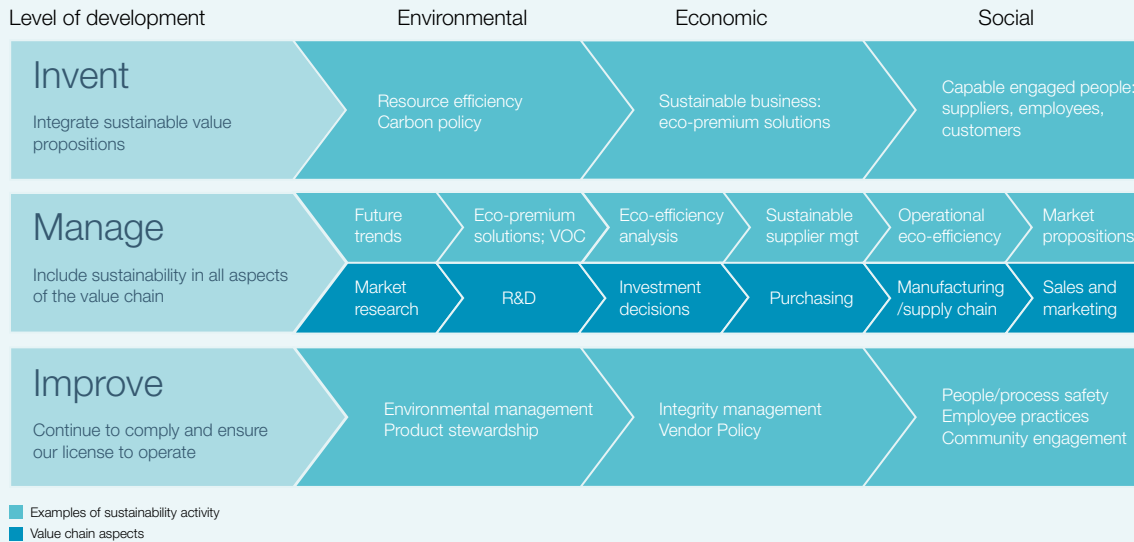 Level of development
Environmental
Economic
Social
Invent
Integrate sustainable value
propositions
Resource efficiency
Carbon policy
Sustainable business:
eco-premium solutions
Capable engaged people:
suppliers, employees,
customers
Manage
Include sustainability in all aspects
of the value chain
Future
trends
Eco-premium
solutions; VOC
Eco-efficiency
analysis
Sustainable
supplier mgt
Operational
eco-efficiency
Market
propositions
Market
research
R&D
Investment
decisions
Purchasing
Manufacturing
/supply chain
Sales and
marketing
Improve
Continue to comply and ensure
our license to operate
Environmental management
Product stewardship
Integrity management
Vendor Policy
People/process safety
Employee practices
Community engagement
Examples of sustainability activity
Value chain aspects